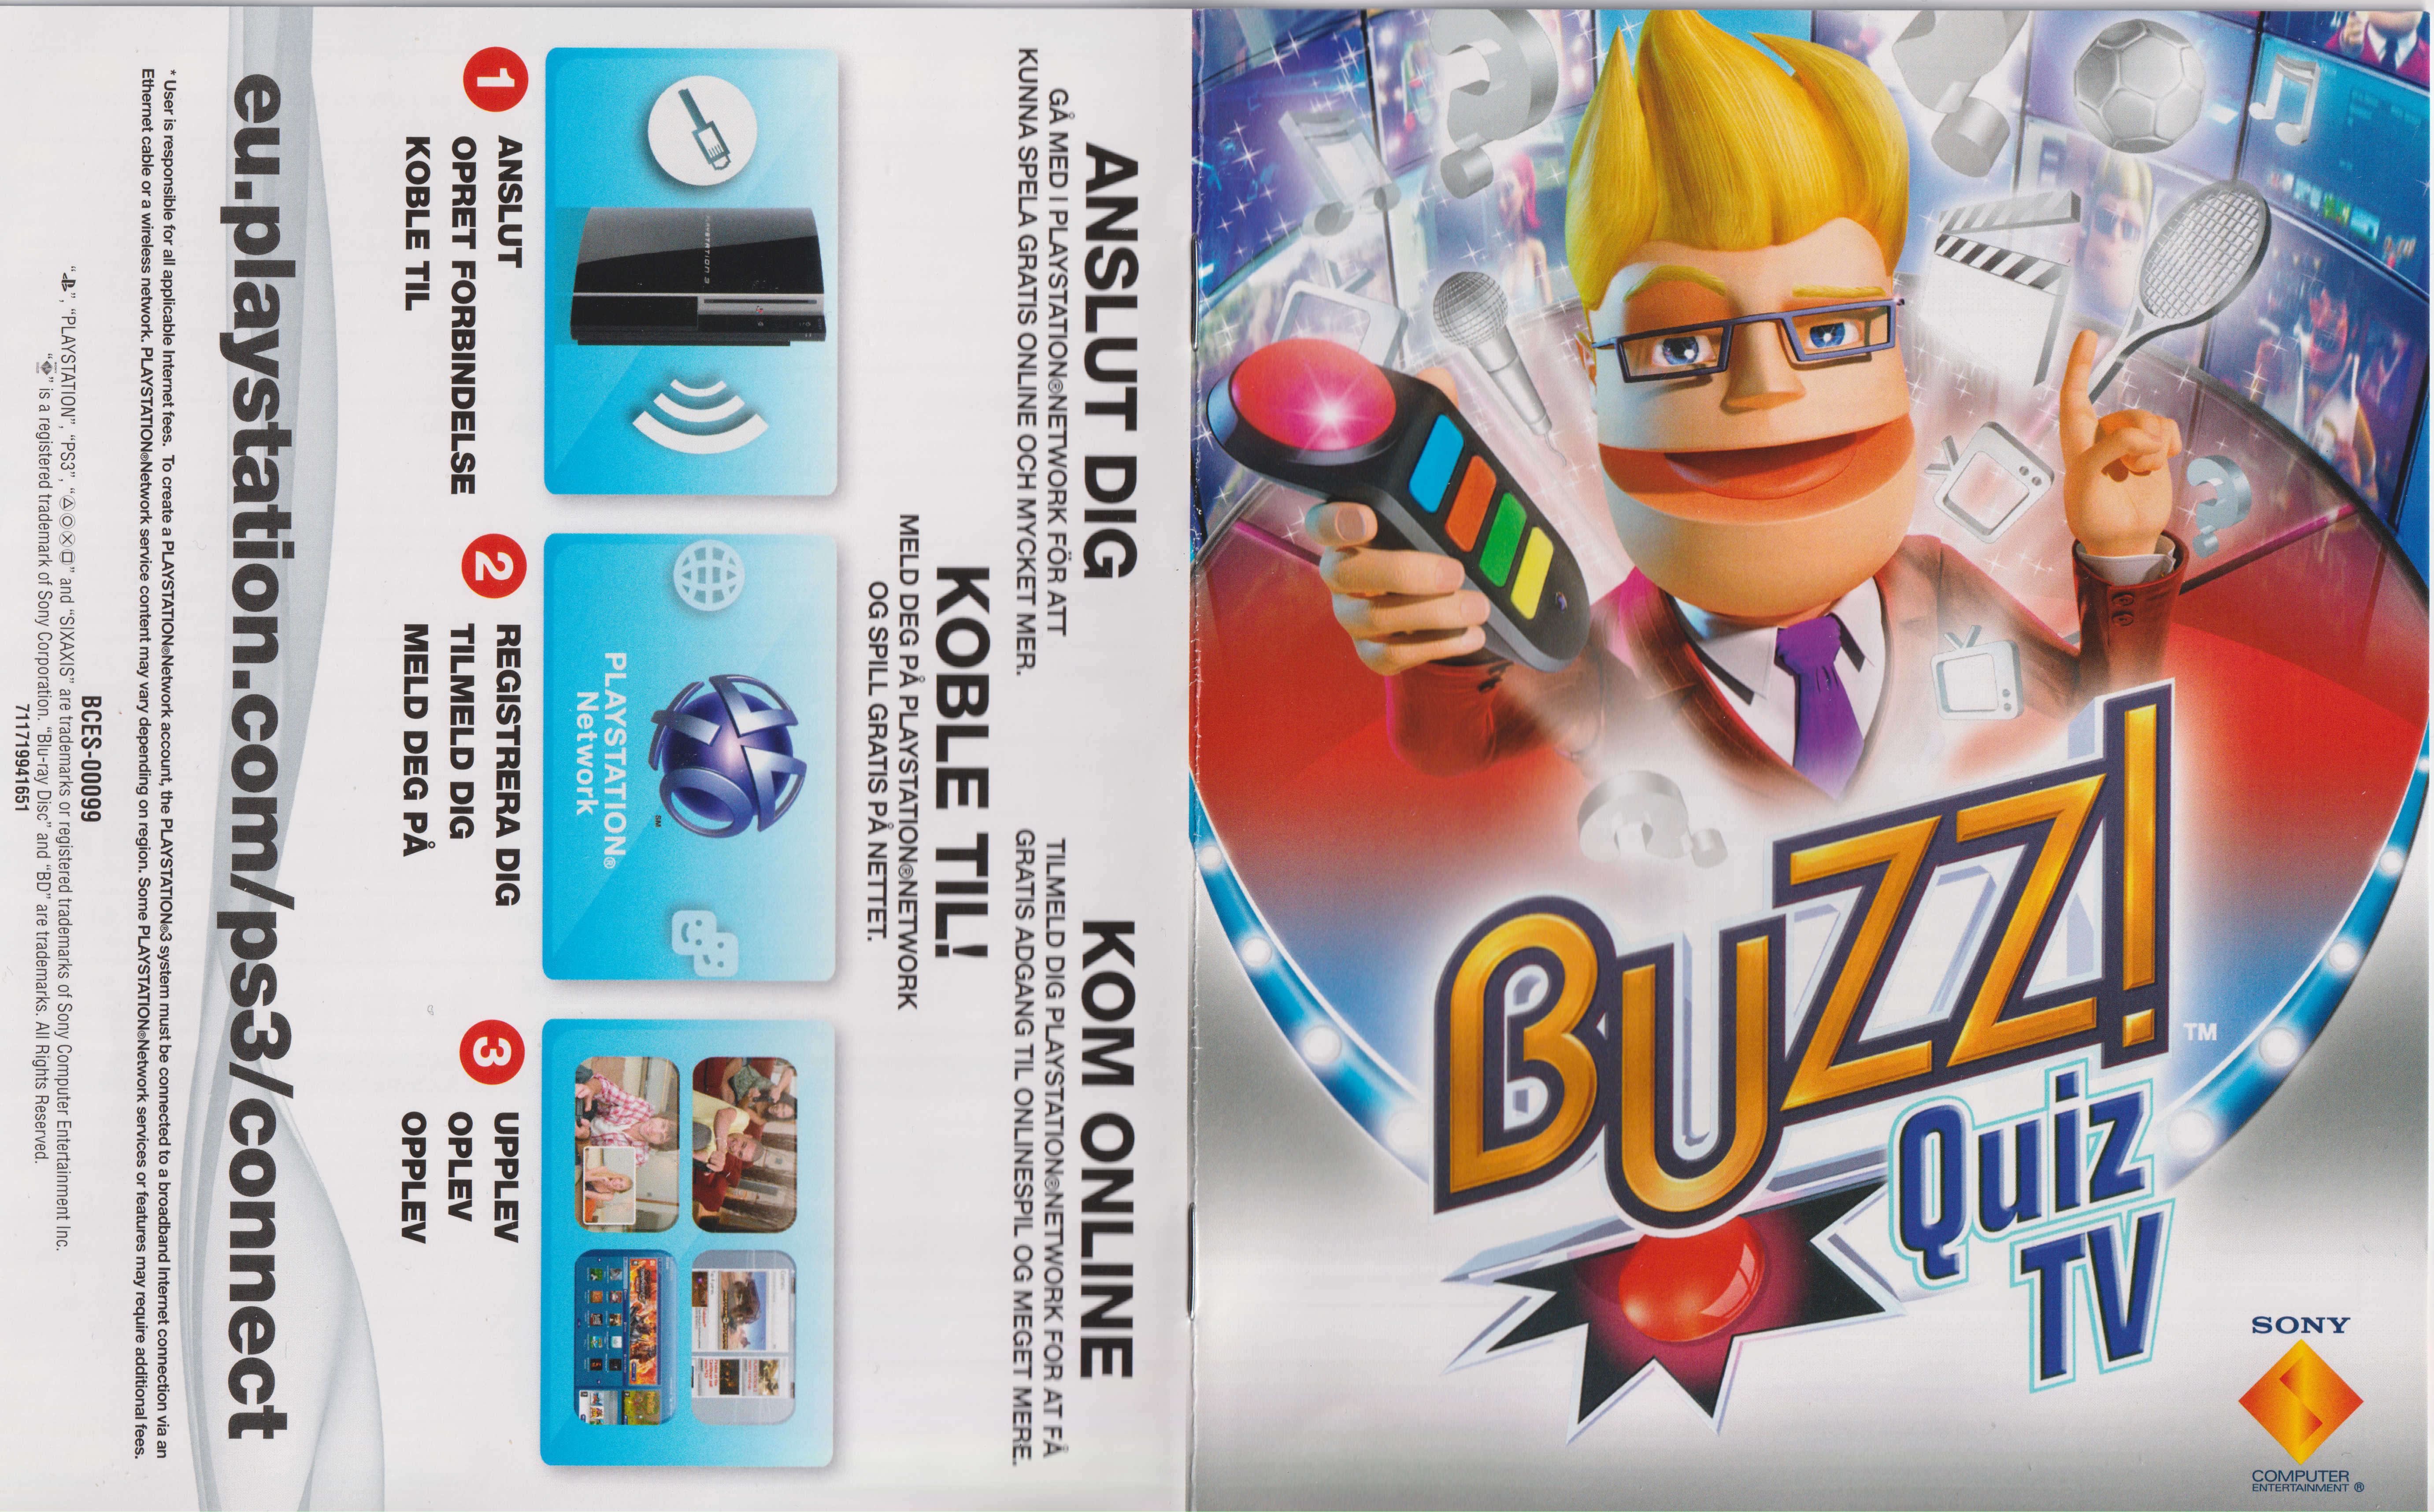 ANSLUT DIG
GÅ MED I PLAYSTATION®NETWORK FÖR ATT
KUNNA SPELA GRATIS ONLINE OCH MYCKET MER.
KOM ONLINE
TILMELD DIG PLAYSTATION®NETWORK FOR AT FÅ
GRATIS ADGANG TIL ONLINESPIL OG MEGET MERE.
KOBLE TIL!
MELD DEG PÅ PLAYSTATION®NETWORK
OG SPILL GRATIS PÅ NETTET.
PLAYSTATION 3
PLAYSTATION®
Network
SM
1 ANSLUT
OPRET FORBINDELSE
KOBLE TIL
2 REGISTRERA DIG
TILMELD DIG
MELD DEG PÅ
3 UPPLEV
OPLEV
OPPLEV
eu.playstation.com/ps3/connect
* User is responsible for all applicable Internet fees. To create a PLAYSTATION®Network account, the PLAYSTATION®3 system must be connected to a broadband Internet connection via an
Ethernet cable or a wireless network. PLAYSTATION®Network service content may vary depending on region. Some PLAYSTATION®Network services or features may require additional fees.
BCES-00099
“ ”, “PLAYSTATION”, “PS3”, “△○✕□” and “SIXAXIS” are trademarks or registered trademarks of Sony Computer Entertainment Inc.
“ ” is a registered trademark of Sony Corporation. “Blu-ray Disc” and “BD” are trademarks. All Rights Reserved.
711719941651
BUZZ!
TM
Quiz
TV
SONY
COMPUTER
ENTERTAINMENT ®